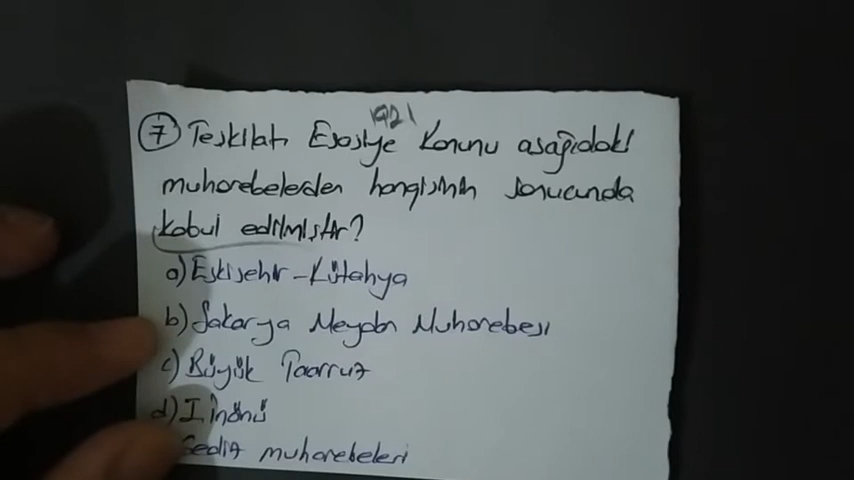 1921
7 Teşkilatı Esasiye Kanunu aşağıdaki
muharebelerden hangisinin sonucunda
kabul edilmiştir?
a) Eskişehir-Kütahya
b) Sakarya Meydan Muharebesi
c) Büyük Taarruz
d) I. İnönü
Gediz muharebeleri